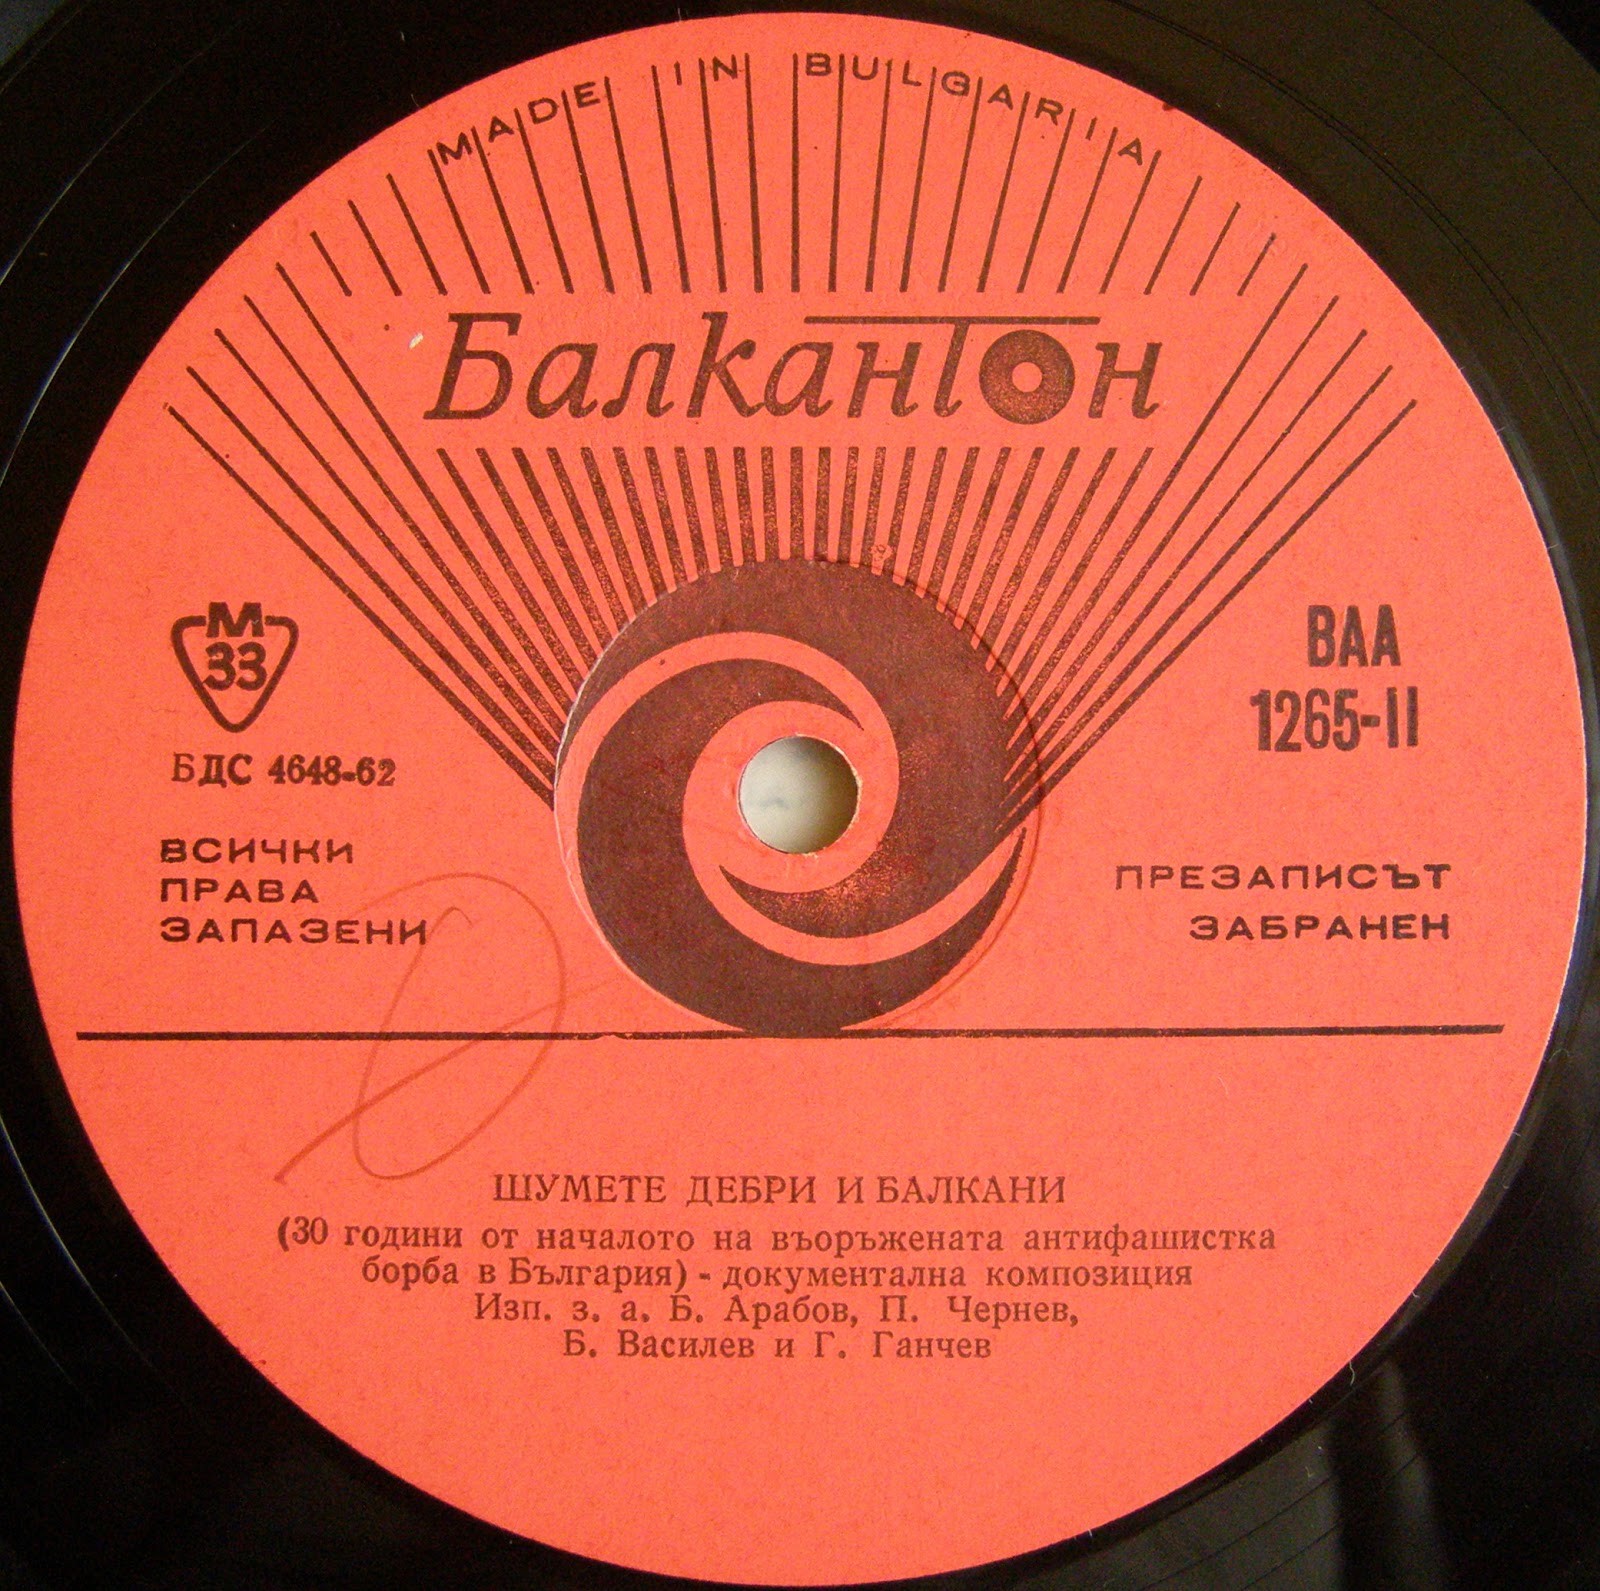 MADE IN BULGARIA
Балкантон
М
33
БДС 4648-62
ВАА
1265-II
ВСИЧКИ
ПРАВА
ЗАПАЗЕНИ
ПРЕЗАПИСЪТ
ЗАБРАНЕН
ШУМЕТЕ ДЕБРИ И БАЛКАНИ
(30 години от началото на въоръжената антифашистка
борба в България) - документална композиция
Изп. з. а. Б. Арабов, П. Чернев,
Б. Василев и Г. Ганчев